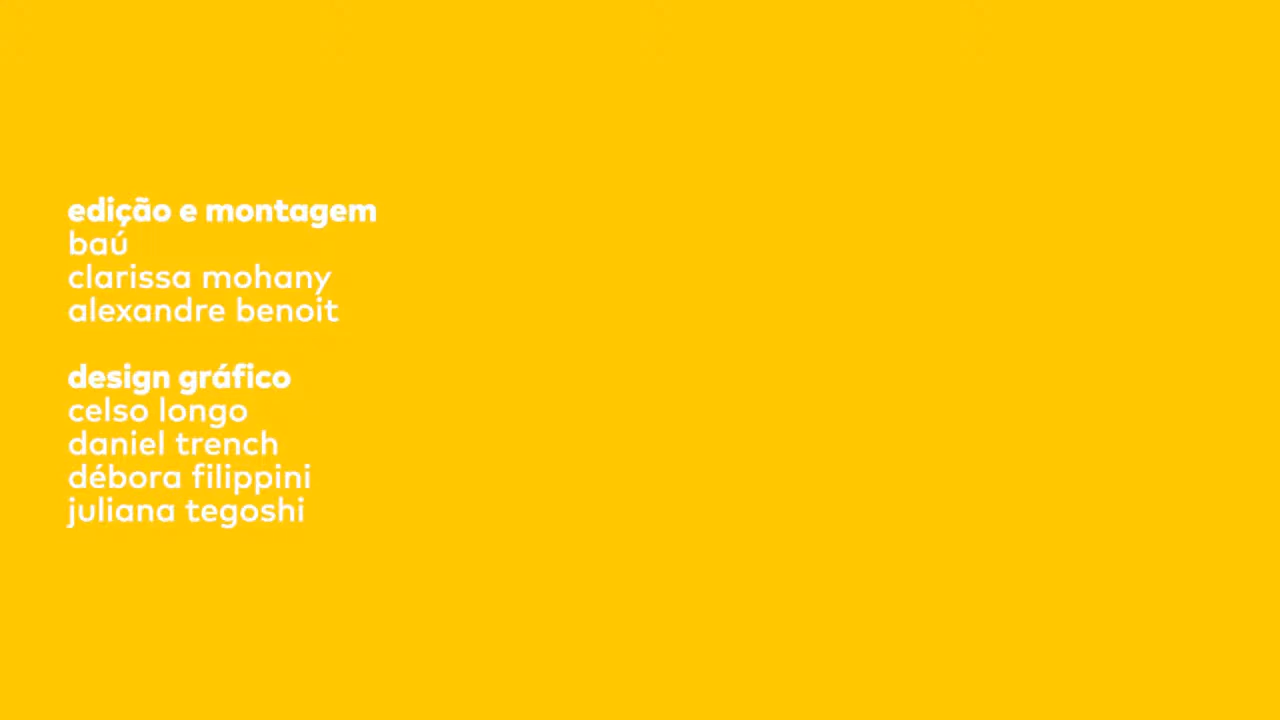 edição e montagem
baú
clarissa mohany
alexandre benoit
design gráfico
celso longo
daniel trench
débora filippini
juliana tegoshi